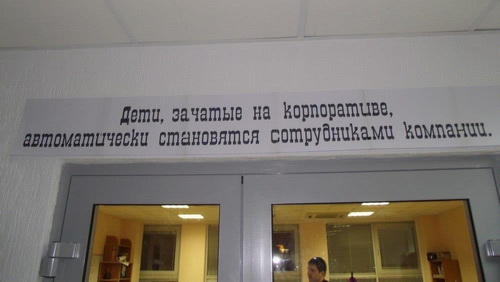 Дети, зачатые на корпоративе,
автоматически становятся сотрудниками компании.